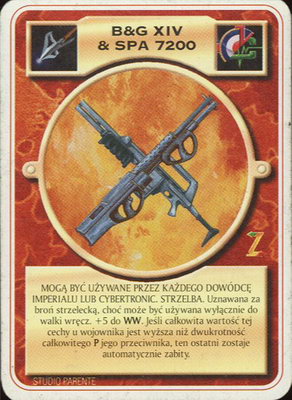 B&G XIV
& SPA 7200
MOGĄ BYĆ UŻYWANE PRZEZ KAŻDEGO DOWÓDCĘ
IMPERIALU LUB CYBERTRONIC. STRZELBA. Uznawana za
broń strzelecką, choć może być używana wyłącznie do
walki wręcz. +5 do WW. Jeśli całkowita wartość tej
cechy u wojownika jest wyższa niż dwukrotność
całkowitego P jego przeciwnika, ten ostatni zostaje
automatycznie zabity.
STUDIO PARENTE